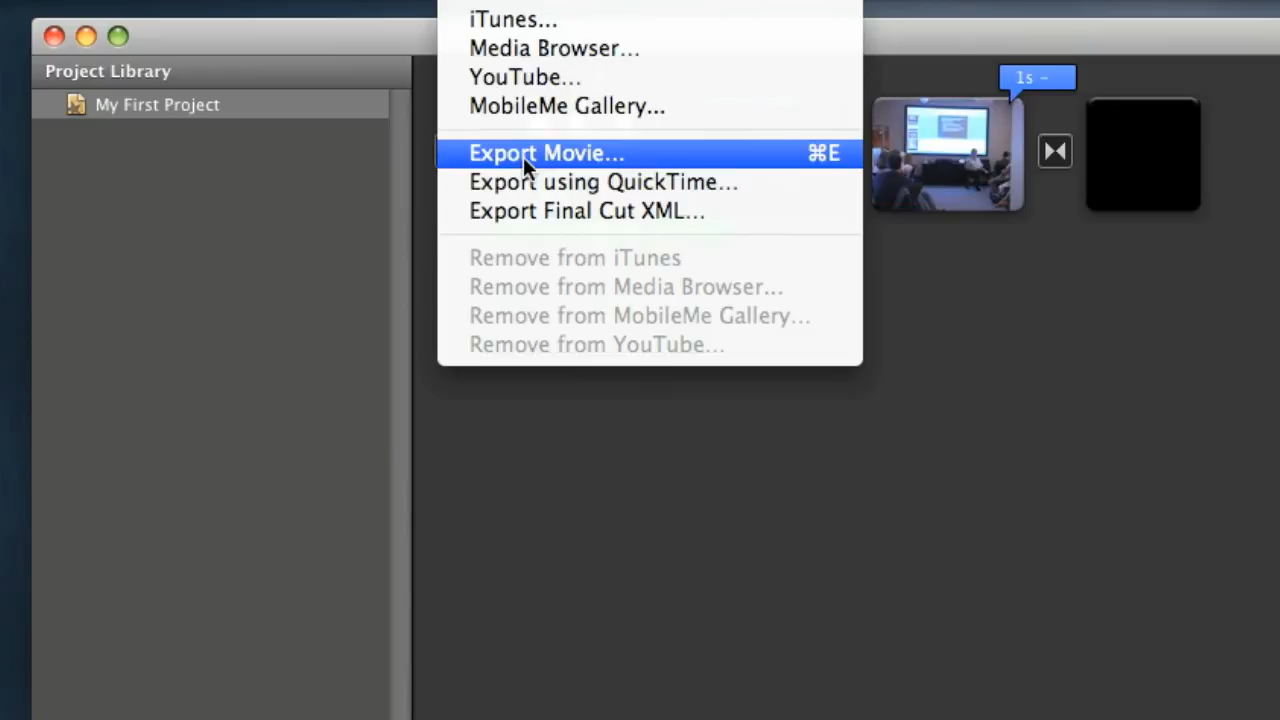 iTunes...
Media Browser...
YouTube...
MobileMe Gallery...
Project Library
My First Project
1s –
Export Movie... ⌘E
Export using QuickTime...
Export Final Cut XML...
Remove from iTunes
Remove from Media Browser...
Remove from MobileMe Gallery...
Remove from YouTube...